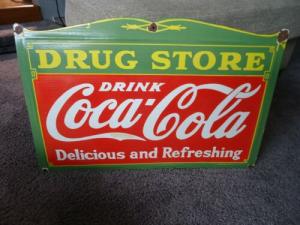 DRUG STORE
DRINK
Coca-Cola
Delicious and Refreshing